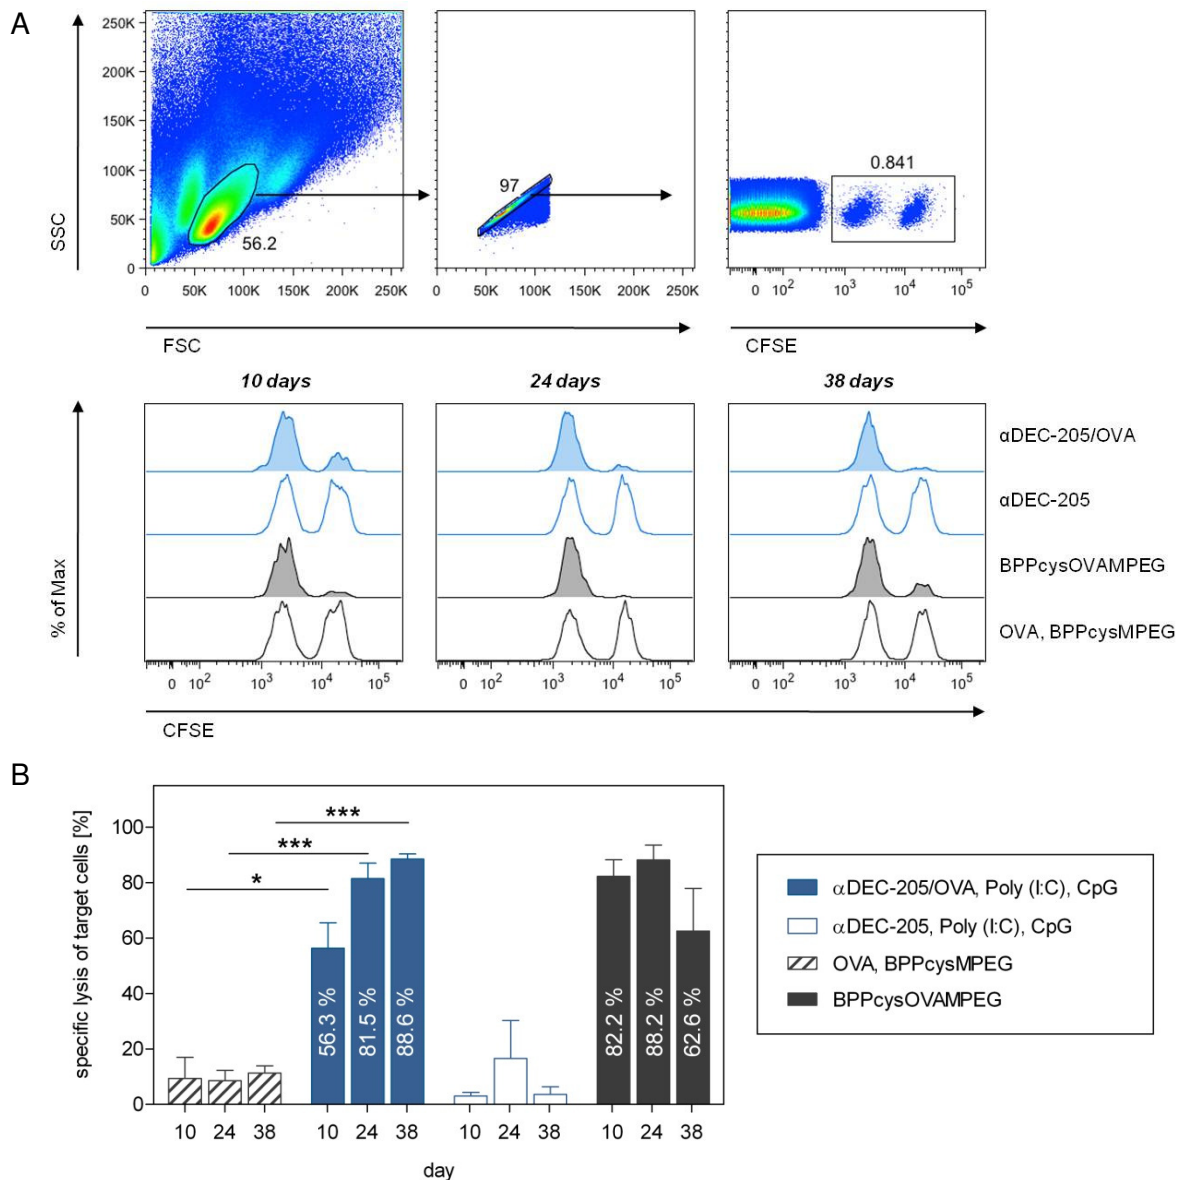 A
SSC
250K
200K
150K
100K
50K
0
56.2
97
0.841
0 50K 100K 150K 200K 250K
0 50K 100K 150K 200K 250K
0 10² 10³ 10⁴ 10⁵
FSC
CFSE
10 days
24 days
38 days
% of Max
αDEC-205/OVA
αDEC-205
BPPcysOVAMPEG
OVA, BPPcysMPEG
0 10² 10³ 10⁴ 10⁵
0 10² 10³ 10⁴ 10⁵
0 10² 10³ 10⁴ 10⁵
CFSE
B
specific lysis of target cells [%]
100
80
60
40
20
0
*
***
***
56.3 %
81.5 %
88.6 %
82.2 %
88.2 %
62.6 %
10 24 38 10 24 38 10 24 38 10 24 38
day
αDEC-205/OVA, Poly (I:C), CpG
αDEC-205, Poly (I:C), CpG
OVA, BPPcysMPEG
BPPcysOVAMPEG